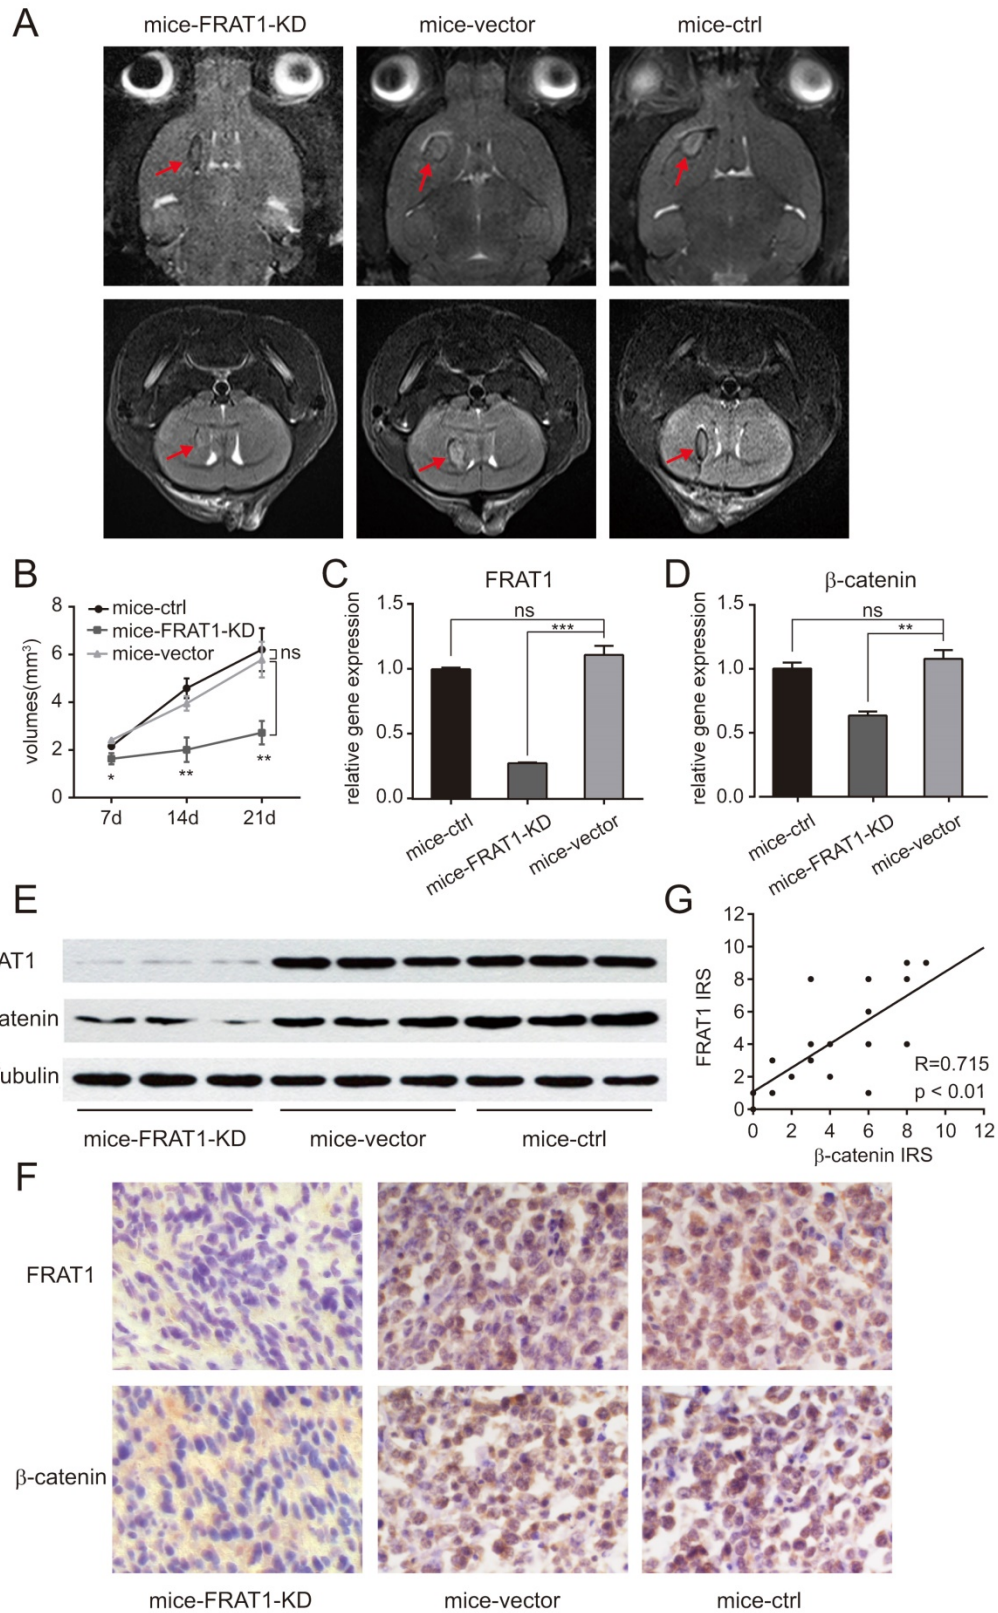 A
mice-FRAT1-KD
mice-vector
mice-ctrl
B
8
6
4
2
0
volumes(mm³)
mice-ctrl
mice-FRAT1-KD
mice-vector
ns
*
**
**
7d
14d
21d
C
FRAT1
1.5
1.0
0.5
0.0
relative gene expression
ns
***
mice-ctrl
mice-FRAT1-KD
mice-vector
D
β-catenin
1.5
1.0
0.5
0.0
relative gene expression
ns
**
mice-ctrl
mice-FRAT1-KD
mice-vector
E
AT1
atenin
ubulin
mice-FRAT1-KD
mice-vector
mice-ctrl
G
12
10
8
6
4
2
0
FRAT1 IRS
R=0.715
p < 0.01
0 2 4 6 8 10 12
β-catenin IRS
F
FRAT1
β-catenin
mice-FRAT1-KD
mice-vector
mice-ctrl